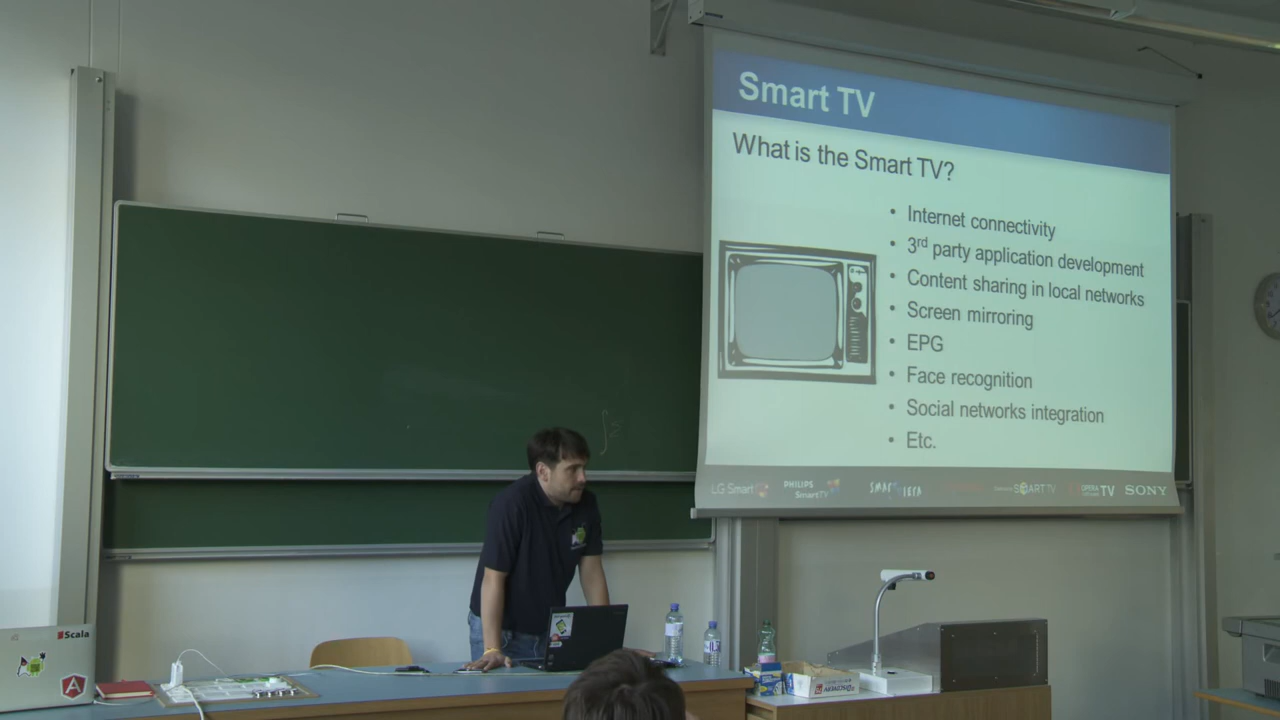 Smart TV
What is the Smart TV?
• Internet connectivity
• 3rd party application development
• Content sharing in local networks
• Screen mirroring
• EPG
• Face recognition
• Social networks integration
• Etc.
LG Smart
PHILIPS
SmartTV
SMART TV
OPERA
TV
SONY
Scala